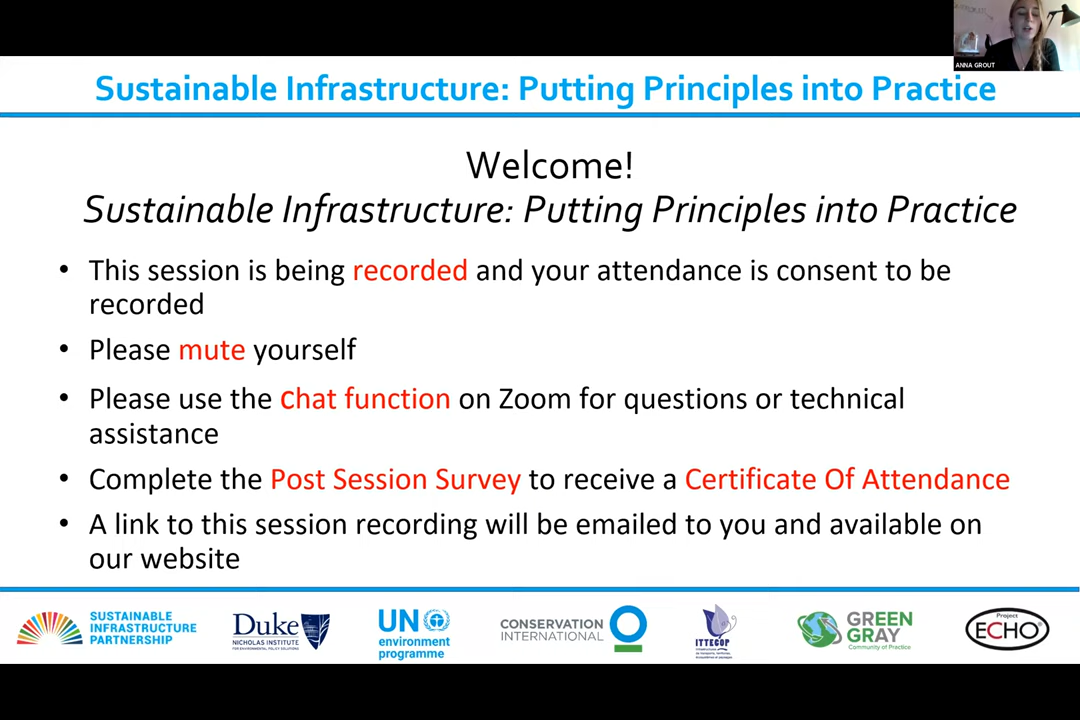 ANNA GROUT
Sustainable Infrastructure: Putting Principles into Practice
Welcome!
Sustainable Infrastructure: Putting Principles into Practice
• This session is being recorded and your attendance is consent to be
recorded
• Please mute yourself
• Please use the chat function on Zoom for questions or technical
assistance
• Complete the Post Session Survey to receive a Certificate Of Attendance
• A link to this session recording will be emailed to you and available on
our website
SUSTAINABLE
INFRASTRUCTURE
PARTNERSHIP
Duke
NICHOLAS INSTITUTE
FOR ENVIRONMENTAL POLICY SOLUTIONS
UN
environment
programme
CONSERVATION
INTERNATIONAL
ITTECOP
GREEN
GRAY
Community of Practice
Project
ECHO®